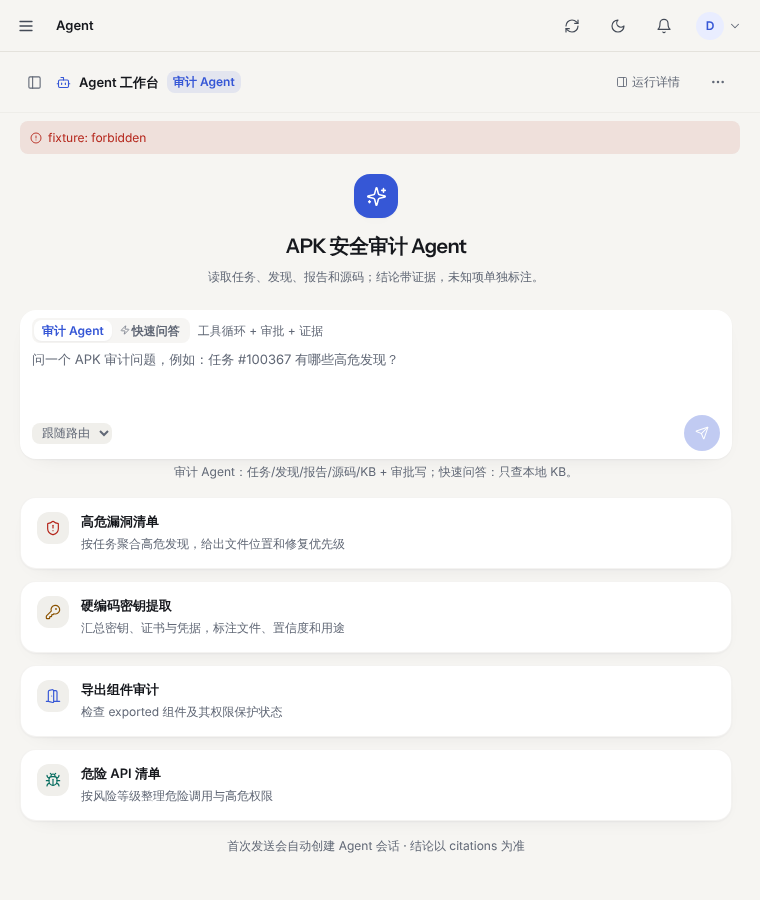 Agent
D
Agent 工作台
审计 Agent
运行详情
fixture: forbidden
APK 安全审计 Agent
读取任务、发现、报告和源码；结论带证据，未知项单独标注。
审计 Agent
快速问答
工具循环 + 审批 + 证据
问一个 APK 审计问题，例如：任务 #100367 有哪些高危发现？
跟随路由
审计 Agent：任务/发现/报告/源码/KB + 审批写；快速问答：只查本地 KB。
高危漏洞清单
按任务聚合高危发现，给出文件位置和修复优先级
硬编码密钥提取
汇总密钥、证书与凭据，标注文件、置信度和用途
导出组件审计
检查 exported 组件及其权限保护状态
危险 API 清单
按风险等级整理危险调用与高危权限
首次发送会自动创建 Agent 会话 · 结论以 citations 为准